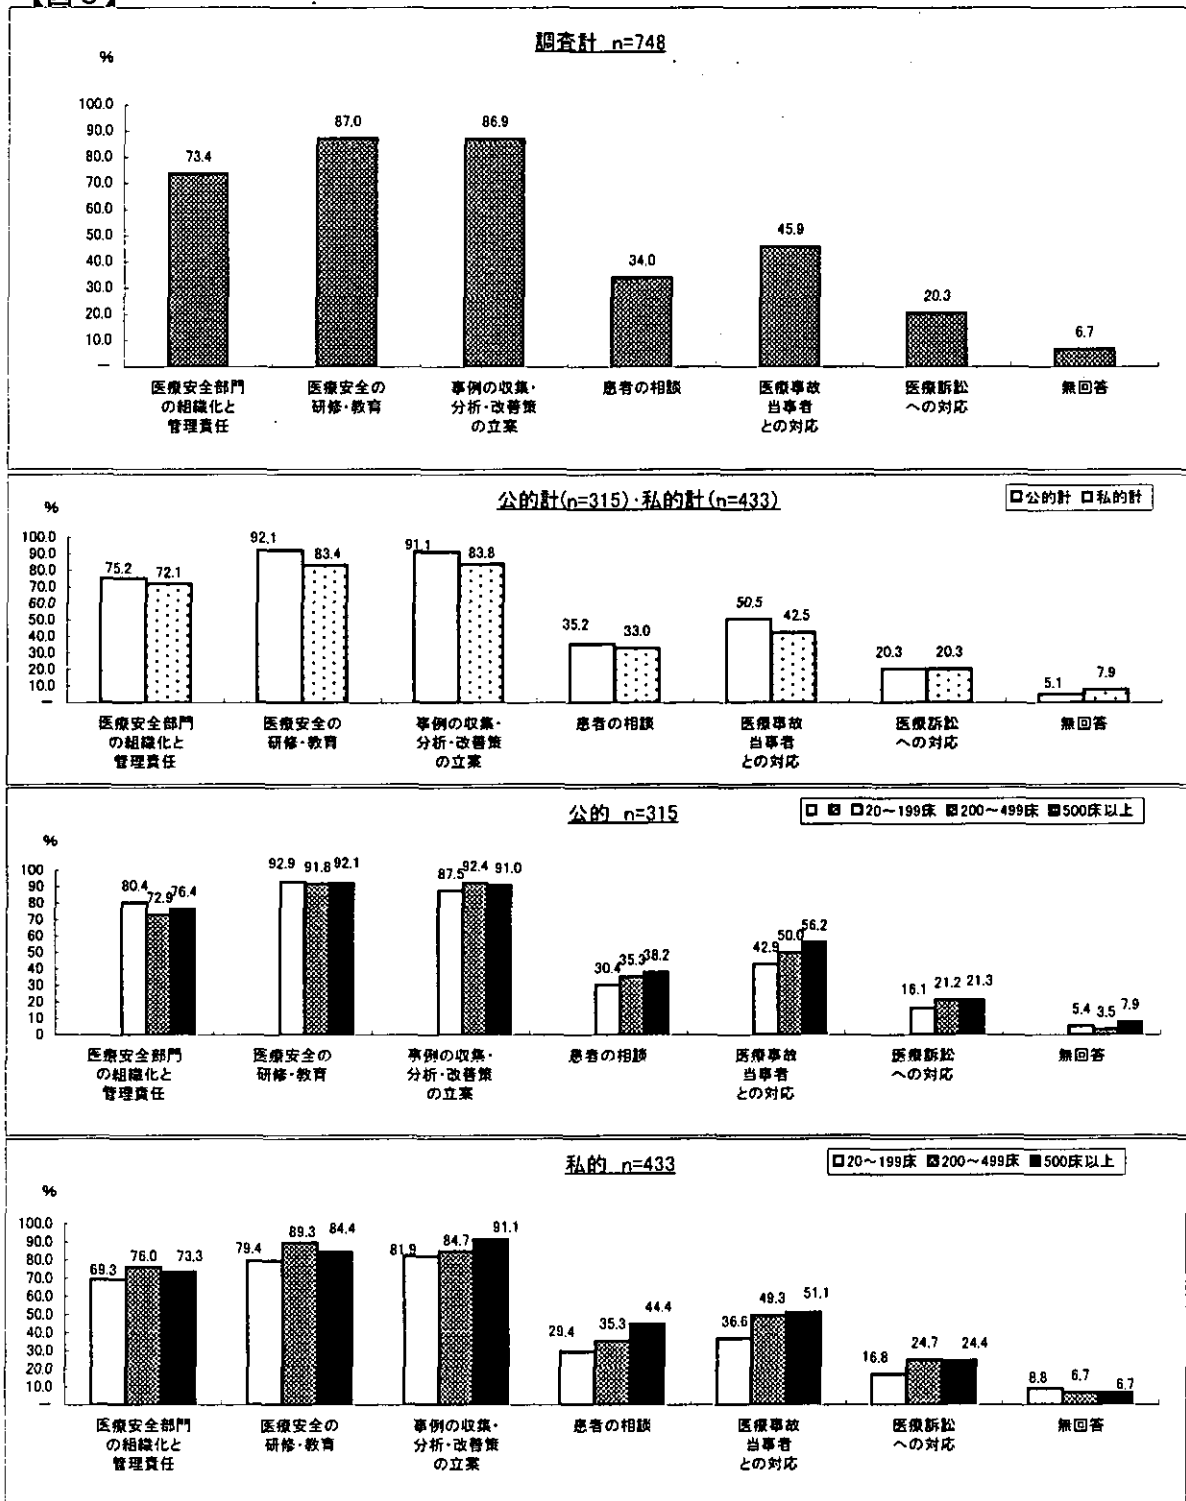 調査計 n=748
%
100.0
90.0
80.0
70.0
60.0
50.0
40.0
30.0
20.0
10.0
—
73.4
87.0
86.9
34.0
45.9
20.3
6.7
医療安全部門
の組織化と
管理責任
医療安全の
研修・教育
事例の収集・
分析・改善策
の立案
患者の相談
医療事故
当事者
との対応
医療訴訟
への対応
無回答
公的計(n=315)・私的計(n=433)
公的計 私的計
%
100.0
90.0
80.0
70.0
60.0
50.0
40.0
30.0
20.0
10.0
—
75.2 72.1
92.1 83.4
91.1 83.8
35.2 33.0
50.5 42.5
20.3 20.3
5.1 7.9
医療安全部門
の組織化と
管理責任
医療安全の
研修・教育
事例の収集・
分析・改善策
の立案
患者の相談
医療事故
当事者
との対応
医療訴訟
への対応
無回答
公的 n=315
20～199床 200～499床 500床以上
%
100
90
80
70
60
50
40
30
20
10
0
80.4 72.9 76.4
92.9 91.8 92.1
87.5 92.4 91.0
30.4 35.3 38.2
42.9 50.0 56.2
16.1 21.2 21.3
5.4 3.5 7.9
医療安全部門
の組織化と
管理責任
医療安全の
研修・教育
事例の収集・
分析・改善策
の立案
患者の相談
医療事故
当事者
との対応
医療訴訟
への対応
無回答
私的 n=433
20～199床 200～499床 500床以上
%
100.0
90.0
80.0
70.0
60.0
50.0
40.0
30.0
20.0
10.0
—
69.3 76.0 73.3
79.4 89.3 84.4
81.9 84.7 91.1
29.4 35.3 44.4
36.6 49.3 51.1
16.8 24.7 24.4
8.8 6.7 6.7
医療安全部門
の組織化と
管理責任
医療安全の
研修・教育
事例の収集・
分析・改善策
の立案
患者の相談
医療事故
当事者
との対応
医療訴訟
への対応
無回答